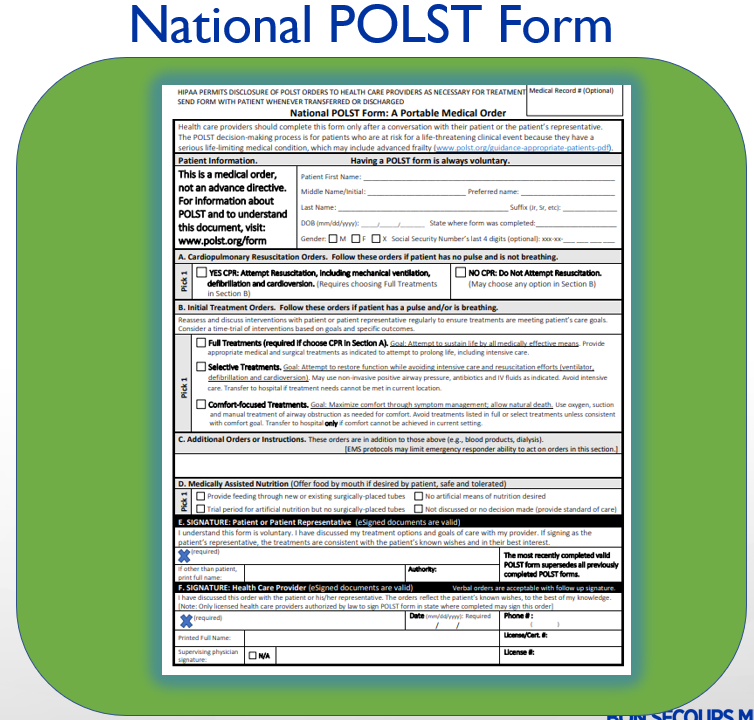 National POLST Form
HIPAA PERMITS DISCLOSURE OF POLST ORDERS TO HEALTH CARE PROVIDERS AS NECESSARY FOR TREATMENT
SEND FORM WITH PATIENT WHENEVER TRANSFERRED OR DISCHARGED
Medical Record # (Optional)
National POLST Form: A Portable Medical Order
Health care providers should complete this form only after a conversation with their patient or the patient's representative.
The POLST decision-making process is for patients who are at risk for a life-threatening clinical event because they have a
serious life-limiting medical condition, which may include advanced frailty (www.polst.org/guidance-appropriate-patients-pdf).
Patient Information. Having a POLST form is always voluntary.
This is a medical order,
not an advance directive.
For information about
POLST and to understand
this document, visit:
www.polst.org/form
Patient First Name:
Middle Name/Initial: Preferred name:
Last Name: Suffix (Jr, Sr, etc):
DOB (mm/dd/yyyy): ____/____/____ State where form was completed:
Gender: M F X Social Security Number's last 4 digits (optional): xxx-xx-___ ___ ___ ___
A. Cardiopulmonary Resuscitation Orders. Follow these orders if patient has no pulse and is not breathing.
Pick 1
YES CPR: Attempt Resuscitation, including mechanical ventilation,
defibrillation and cardioversion. (Requires choosing Full Treatments
in Section B)
NO CPR: Do Not Attempt Resuscitation.
(May choose any option in Section B)
B. Initial Treatment Orders. Follow these orders if patient has a pulse and/or is breathing.
Reassess and discuss interventions with patient or patient representative regularly to ensure treatments are meeting patient's care goals.
Consider a time-trial of interventions based on goals and specific outcomes.
Pick 1
Full Treatments (required if choose CPR in Section A). Goal: Attempt to sustain life by all medically effective means. Provide
appropriate medical and surgical treatments as indicated to attempt to prolong life, including intensive care.
Selective Treatments. Goal: Attempt to restore function while avoiding intensive care and resuscitation efforts (ventilator,
defibrillation and cardioversion). May use non-invasive positive airway pressure, antibiotics and IV fluids as indicated. Avoid intensive
care. Transfer to hospital if treatment needs cannot be met in current location.
Comfort-focused Treatments. Goal: Maximize comfort through symptom management; allow natural death. Use oxygen, suction
and manual treatment of airway obstruction as needed for comfort. Avoid treatments listed in full or select treatments unless consistent
with comfort goal. Transfer to hospital only if comfort cannot be achieved in current setting.
C. Additional Orders or Instructions. These orders are in addition to those above (e.g., blood products, dialysis).
[EMS protocols may limit emergency responder ability to act on orders in this section.]
D. Medically Assisted Nutrition (Offer food by mouth if desired by patient, safe and tolerated)
Pick 1
Provide feeding through new or existing surgically-placed tubes No artificial means of nutrition desired
Trial period for artificial nutrition but no surgically-placed tubes Not discussed or no decision made (provide standard of care)
E. SIGNATURE: Patient or Patient Representative (eSigned documents are valid)
I understand this form is voluntary. I have discussed my treatment options and goals of care with my provider. If signing as the
patient's representative, the treatments are consistent with the patient's known wishes and in their best interest.
(required)
The most recently completed valid
POLST form supersedes all previously
completed POLST forms.
If other than patient,
print full name:
Authority:
F. SIGNATURE: Health Care Provider (eSigned documents are valid) Verbal orders are acceptable with follow up signature.
I have discussed this order with the patient or his/her representative. The orders reflect the patient's known wishes, to the best of my knowledge.
[Note: Only licensed health care providers authorized by law to sign POLST form in state where completed may sign this order]
(required)
Date (mm/dd/yyyy): Required
/ /
Phone # :
( )
Printed Full Name:
License/Cert. #:
Supervising physician
signature:
N/A
License #:
BON SECOURS M